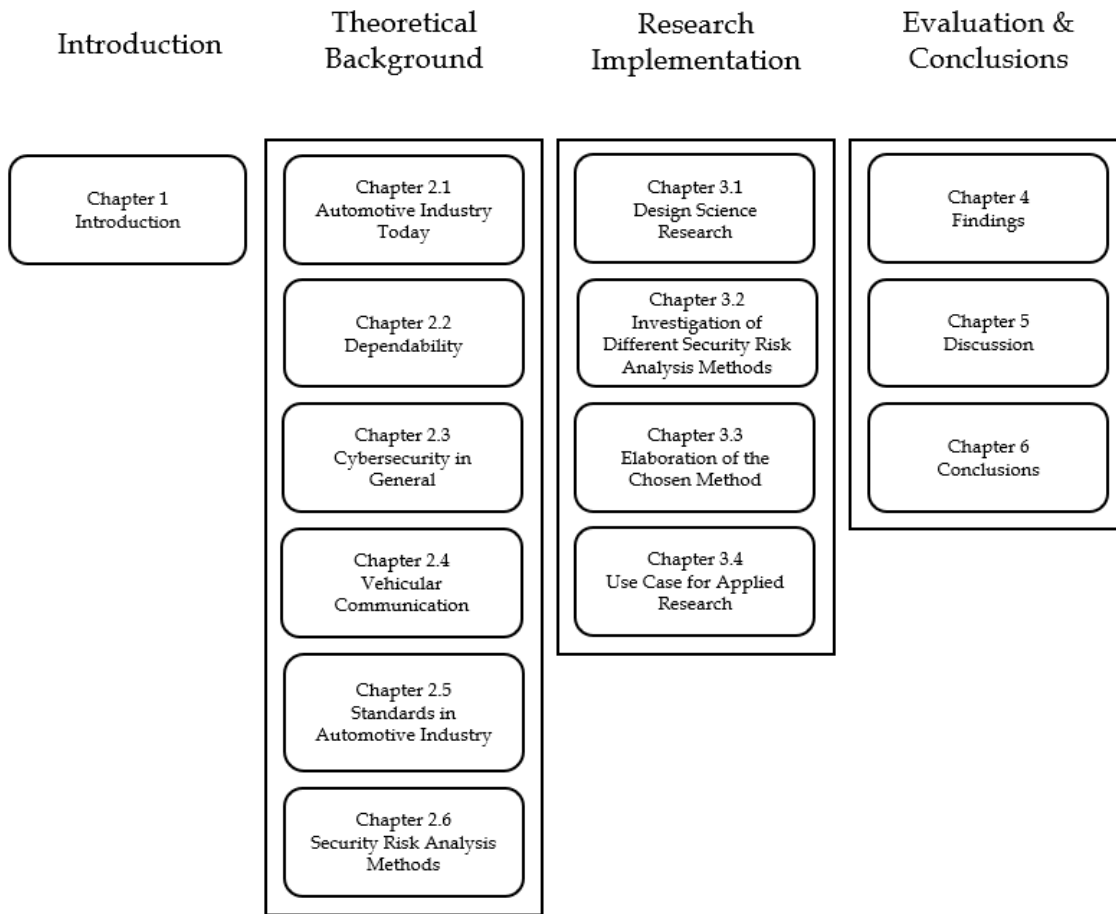 Introduction
Theoretical
Background
Research
Implementation
Evaluation &
Conclusions
Chapter 1
Introduction
Chapter 2.1
Automotive Industry
Today
Chapter 2.2
Dependability
Chapter 2.3
Cybersecurity in
General
Chapter 2.4
Vehicular
Communication
Chapter 2.5
Standards in
Automotive Industry
Chapter 2.6
Security Risk Analysis
Methods
Chapter 3.1
Design Science
Research
Chapter 3.2
Investigation of
Different Security Risk
Analysis Methods
Chapter 3.3
Elaboration of the
Chosen Method
Chapter 3.4
Use Case for Applied
Research
Chapter 4
Findings
Chapter 5
Discussion
Chapter 6
Conclusions